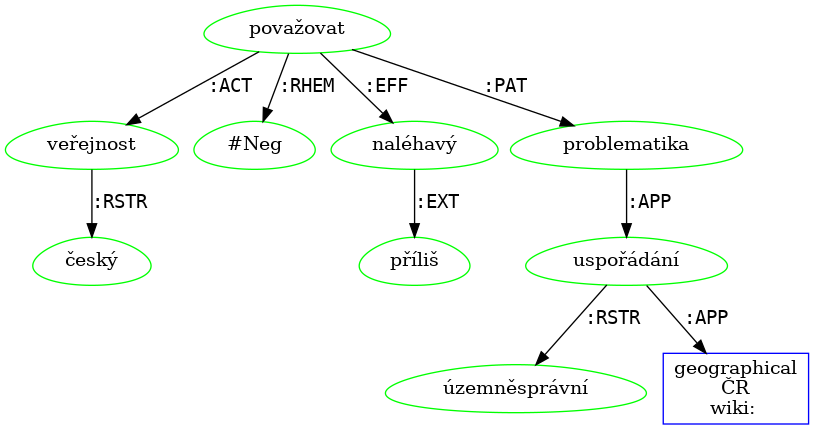 považovat
:ACT
:RHEM
:EFF
:PAT
veřejnost
#Neg
naléhavý
problematika
:RSTR
:EXT
:APP
český
příliš
uspořádání
:RSTR
:APP
územněsprávní
geographical
ČR
wiki: